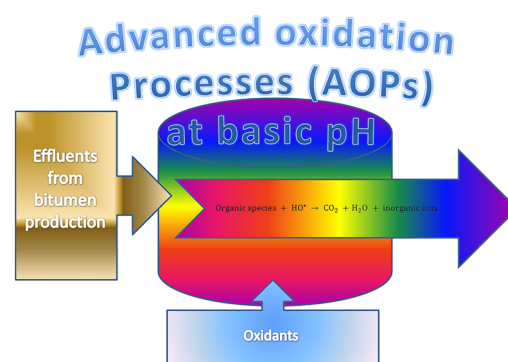 Advanced oxidation
Processes (AOPs)
at basic pH
Effluents
from
bitumen
production
Organic species + HO• → CO₂ + H₂O + inorganic ions
Oxidants